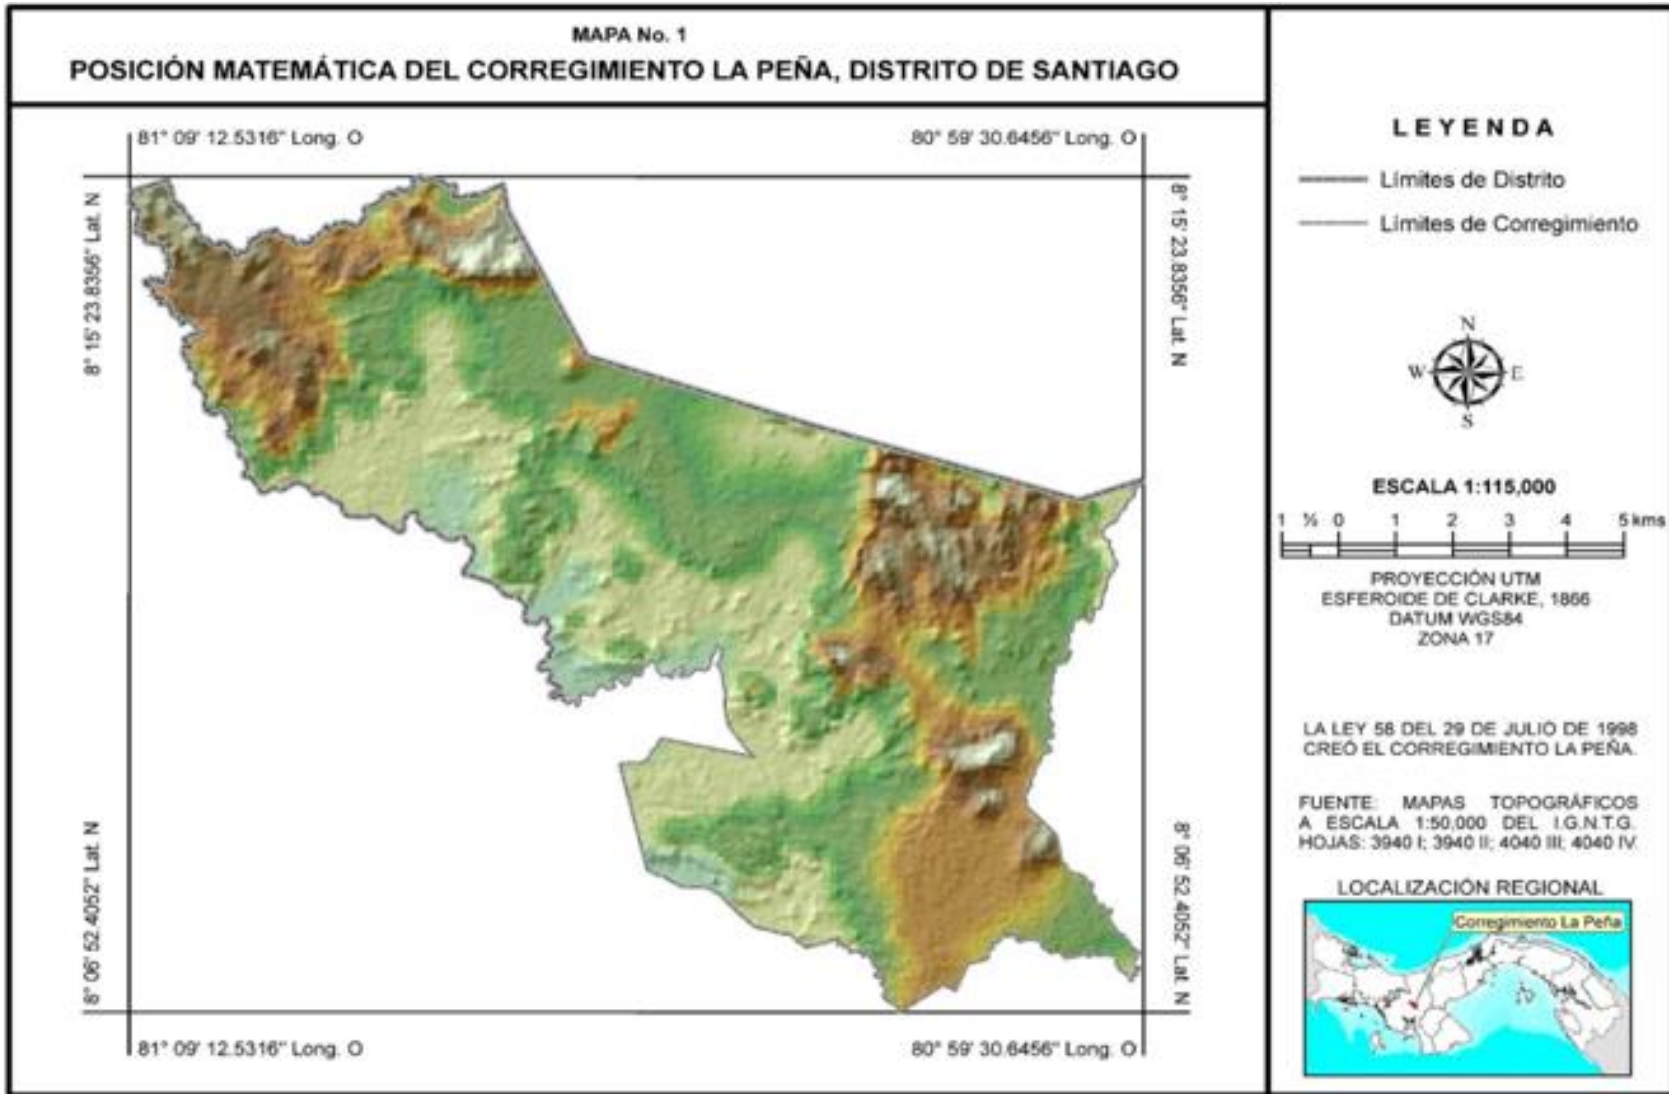 MAPA No. 1
POSICIÓN MATEMÁTICA DEL CORREGIMIENTO LA PEÑA, DISTRITO DE SANTIAGO
81° 09' 12.5316" Long. O
80° 59' 30.6456" Long. O
8° 15' 23.8356" Lat. N
8° 15' 23.8356" Lat. N
8° 06' 52.4052" Lat. N
8° 06' 52.4052" Lat. N
81° 09' 12.5316" Long. O
80° 59' 30.6456" Long. O
LEYENDA
Límites de Distrito
Límites de Corregimiento
N
W E
S
ESCALA 1:115,000
1 ½ 0 1 2 3 4 5 kms
PROYECCIÓN UTM
ESFEROIDE DE CLARKE, 1866
DATUM WGS84
ZONA 17
LA LEY 58 DEL 29 DE JULIO DE 1998
CREÓ EL CORREGIMIENTO LA PEÑA.
FUENTE: MAPAS TOPOGRÁFICOS
A ESCALA 1:50,000 DEL I.G.N.T.G.
HOJAS: 3940 I; 3940 II; 4040 III; 4040 IV.
LOCALIZACIÓN REGIONAL
Corregimiento La Peña